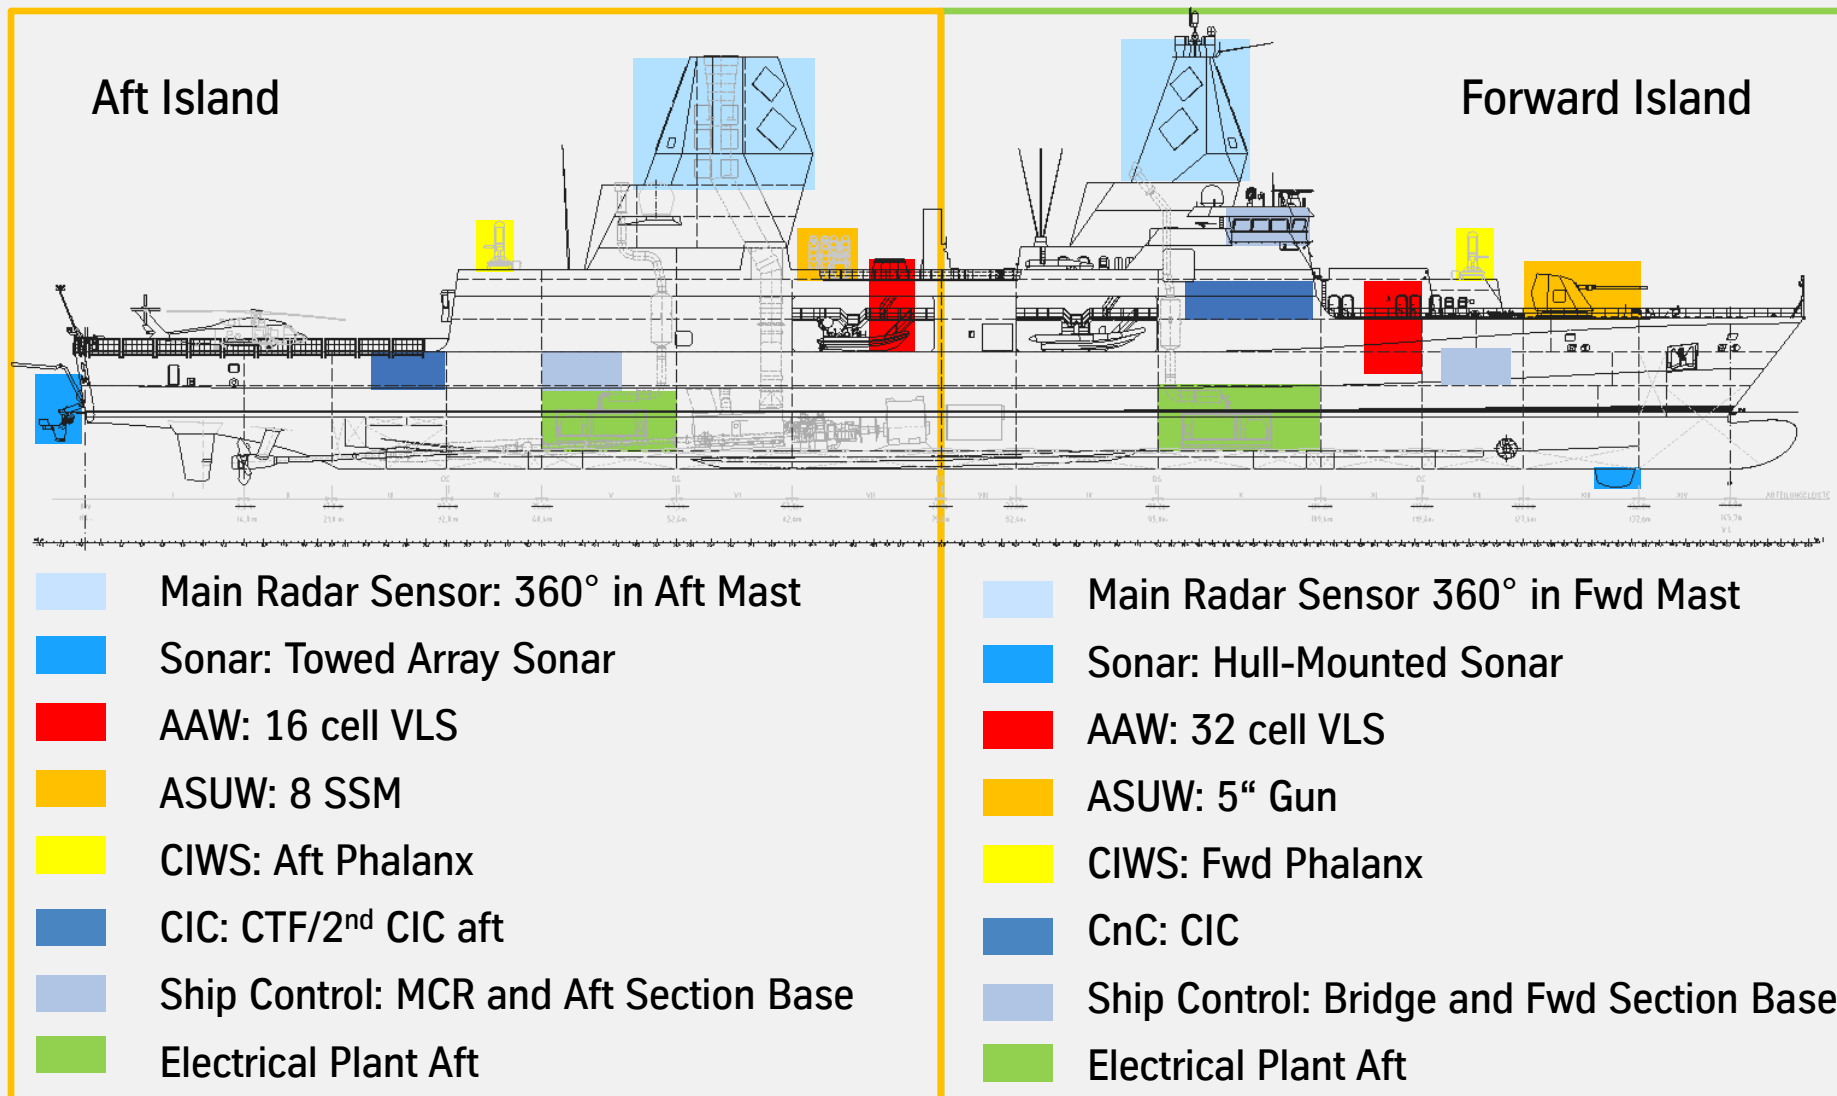 Aft Island
Forward Island
ABTEILUNGSLEISTE
Main Radar Sensor: 360° in Aft Mast
Sonar: Towed Array Sonar
AAW: 16 cell VLS
ASUW: 8 SSM
CIWS: Aft Phalanx
CIC: CTF/2nd CIC aft
Ship Control: MCR and Aft Section Base
Electrical Plant Aft
Main Radar Sensor 360° in Fwd Mast
Sonar: Hull-Mounted Sonar
AAW: 32 cell VLS
ASUW: 5“ Gun
CIWS: Fwd Phalanx
CnC: CIC
Ship Control: Bridge and Fwd Section Base
Electrical Plant Aft